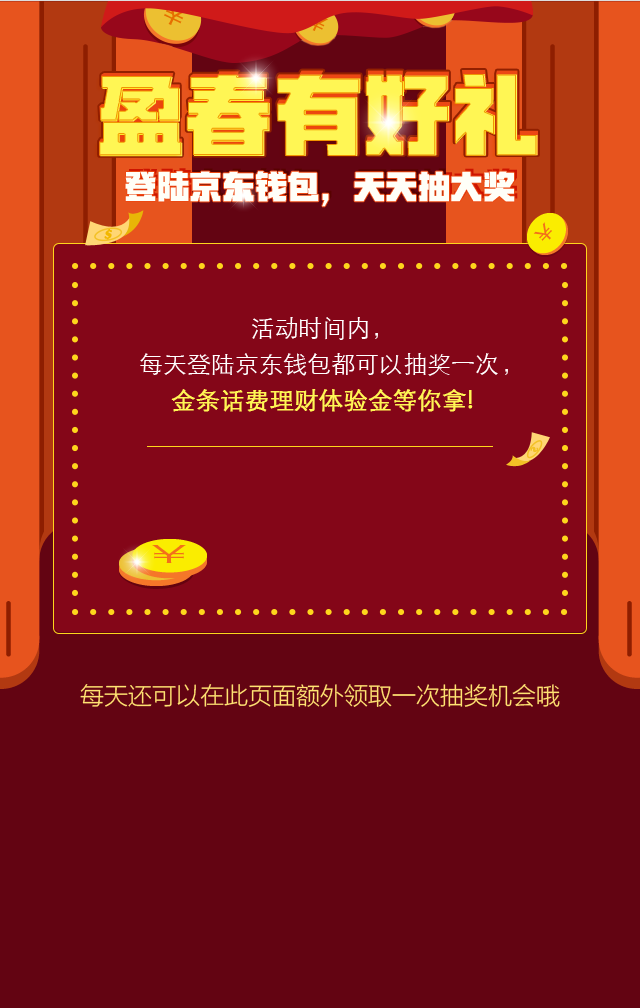 盈春有好礼
登陆京东钱包，天天抽大奖
活动时间内，
每天登陆京东钱包都可以抽奖一次，
金条话费理财体验金等你拿!
每天还可以在此页面额外领取一次抽奖机会哦